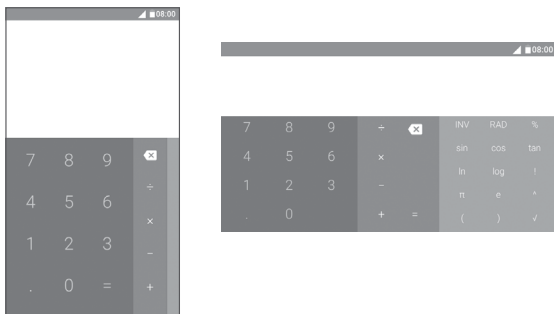 08:00
7 8 9
÷
4 5 6
×
1 2 3
−
. 0 =
+
08:00
7 8 9 ÷ INV RAD %
4 5 6 × sin cos tan
1 2 3 − ln log !
π e ^
. 0 + = ( ) √